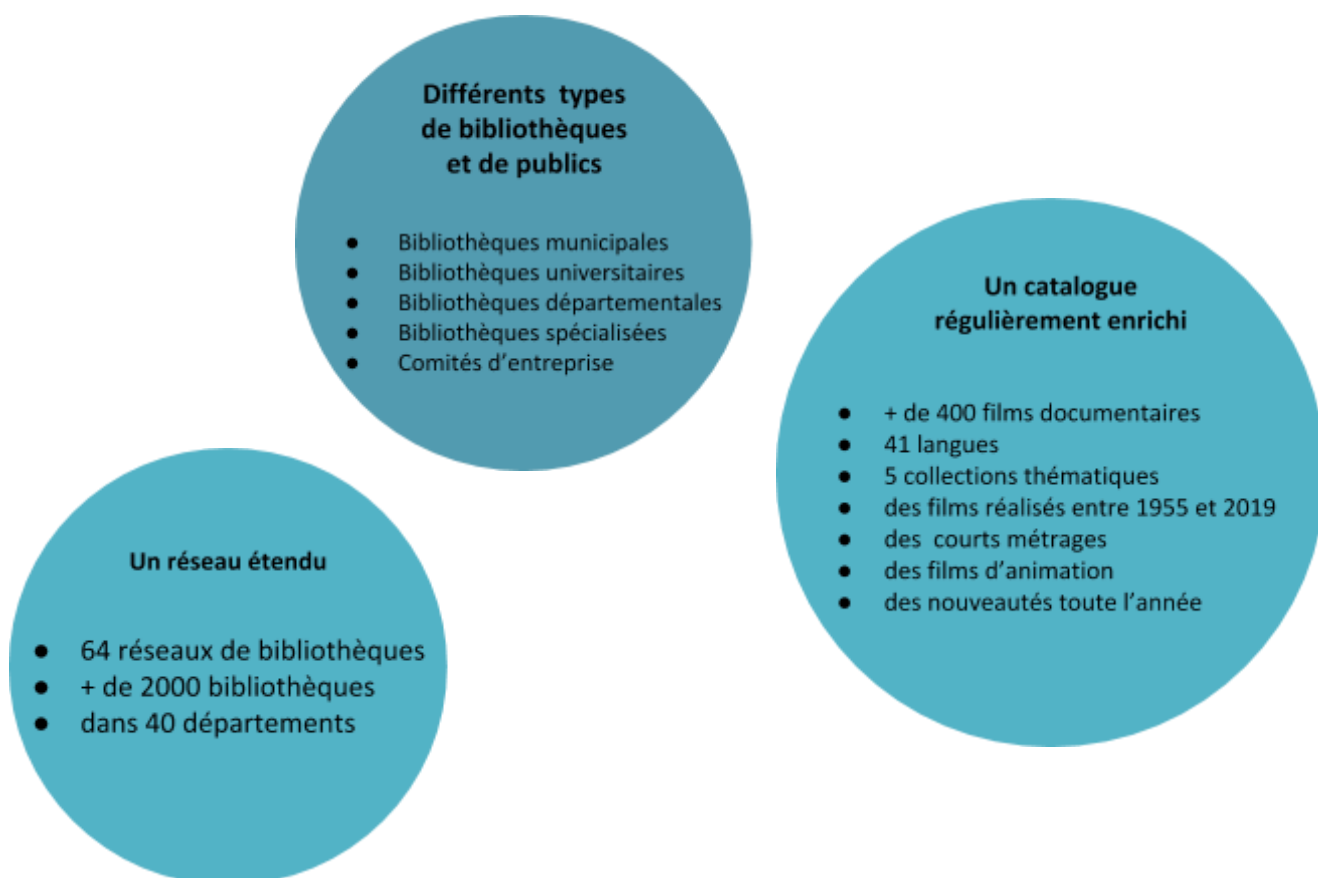 Différents types
de bibliothèques
et de publics
● Bibliothèques municipales
● Bibliothèques universitaires
● Bibliothèques départementales
● Bibliothèques spécialisées
● Comités d’entreprise
Un catalogue
régulièrement enrichi
● + de 400 films documentaires
● 41 langues
● 5 collections thématiques
● des films réalisés entre 1955 et 2019
● des courts métrages
● des films d’animation
● des nouveautés toute l’année
Un réseau étendu
● 64 réseaux de bibliothèques
● + de 2000 bibliothèques
● dans 40 départements